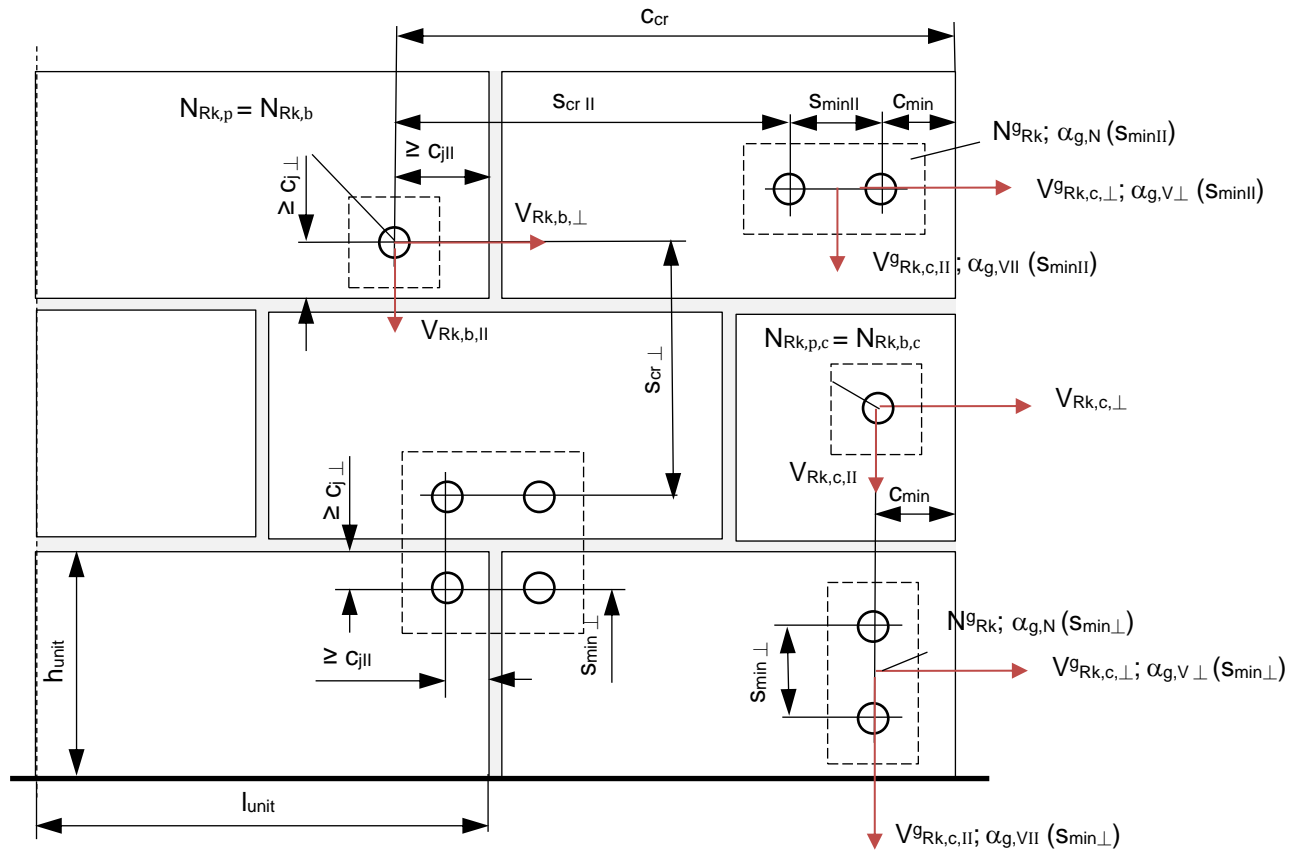 c_cr
s_cr II
s_minII
c_min
N_Rk,p = N_Rk,b
≥ c_jII
≥ c_j⊥
N^g_Rk; α_g,N (s_minII)
V^g_Rk,c,⊥; α_g,V⊥ (s_minII)
V_Rk,b,⊥
V^g_Rk,c,II; α_g,VII (s_minII)
V_Rk,b,II
N_Rk,p,c = N_Rk,b,c
s_cr⊥
V_Rk,c,⊥
V_Rk,c,II
c_min
≥ c_j⊥
h_unit
≥ c_jII
s_min⊥
s_min⊥
N^g_Rk; α_g,N (s_min⊥)
V^g_Rk,c,⊥; α_g,V⊥ (s_min⊥)
l_unit
V^g_Rk,c,II; α_g,VII (s_min⊥)